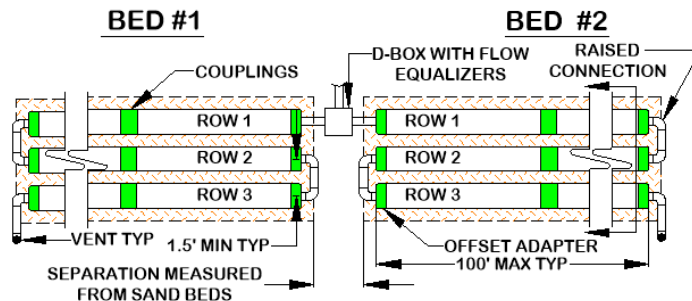 BED #1
BED #2
COUPLINGS
D-BOX WITH FLOW
EQUALIZERS
RAISED
CONNECTION
ROW 1
ROW 1
ROW 2
ROW 2
ROW 3
ROW 3
VENT TYP
1.5' MIN TYP
OFFSET ADAPTER
100' MAX TYP
SEPARATION MEASURED
FROM SAND BEDS